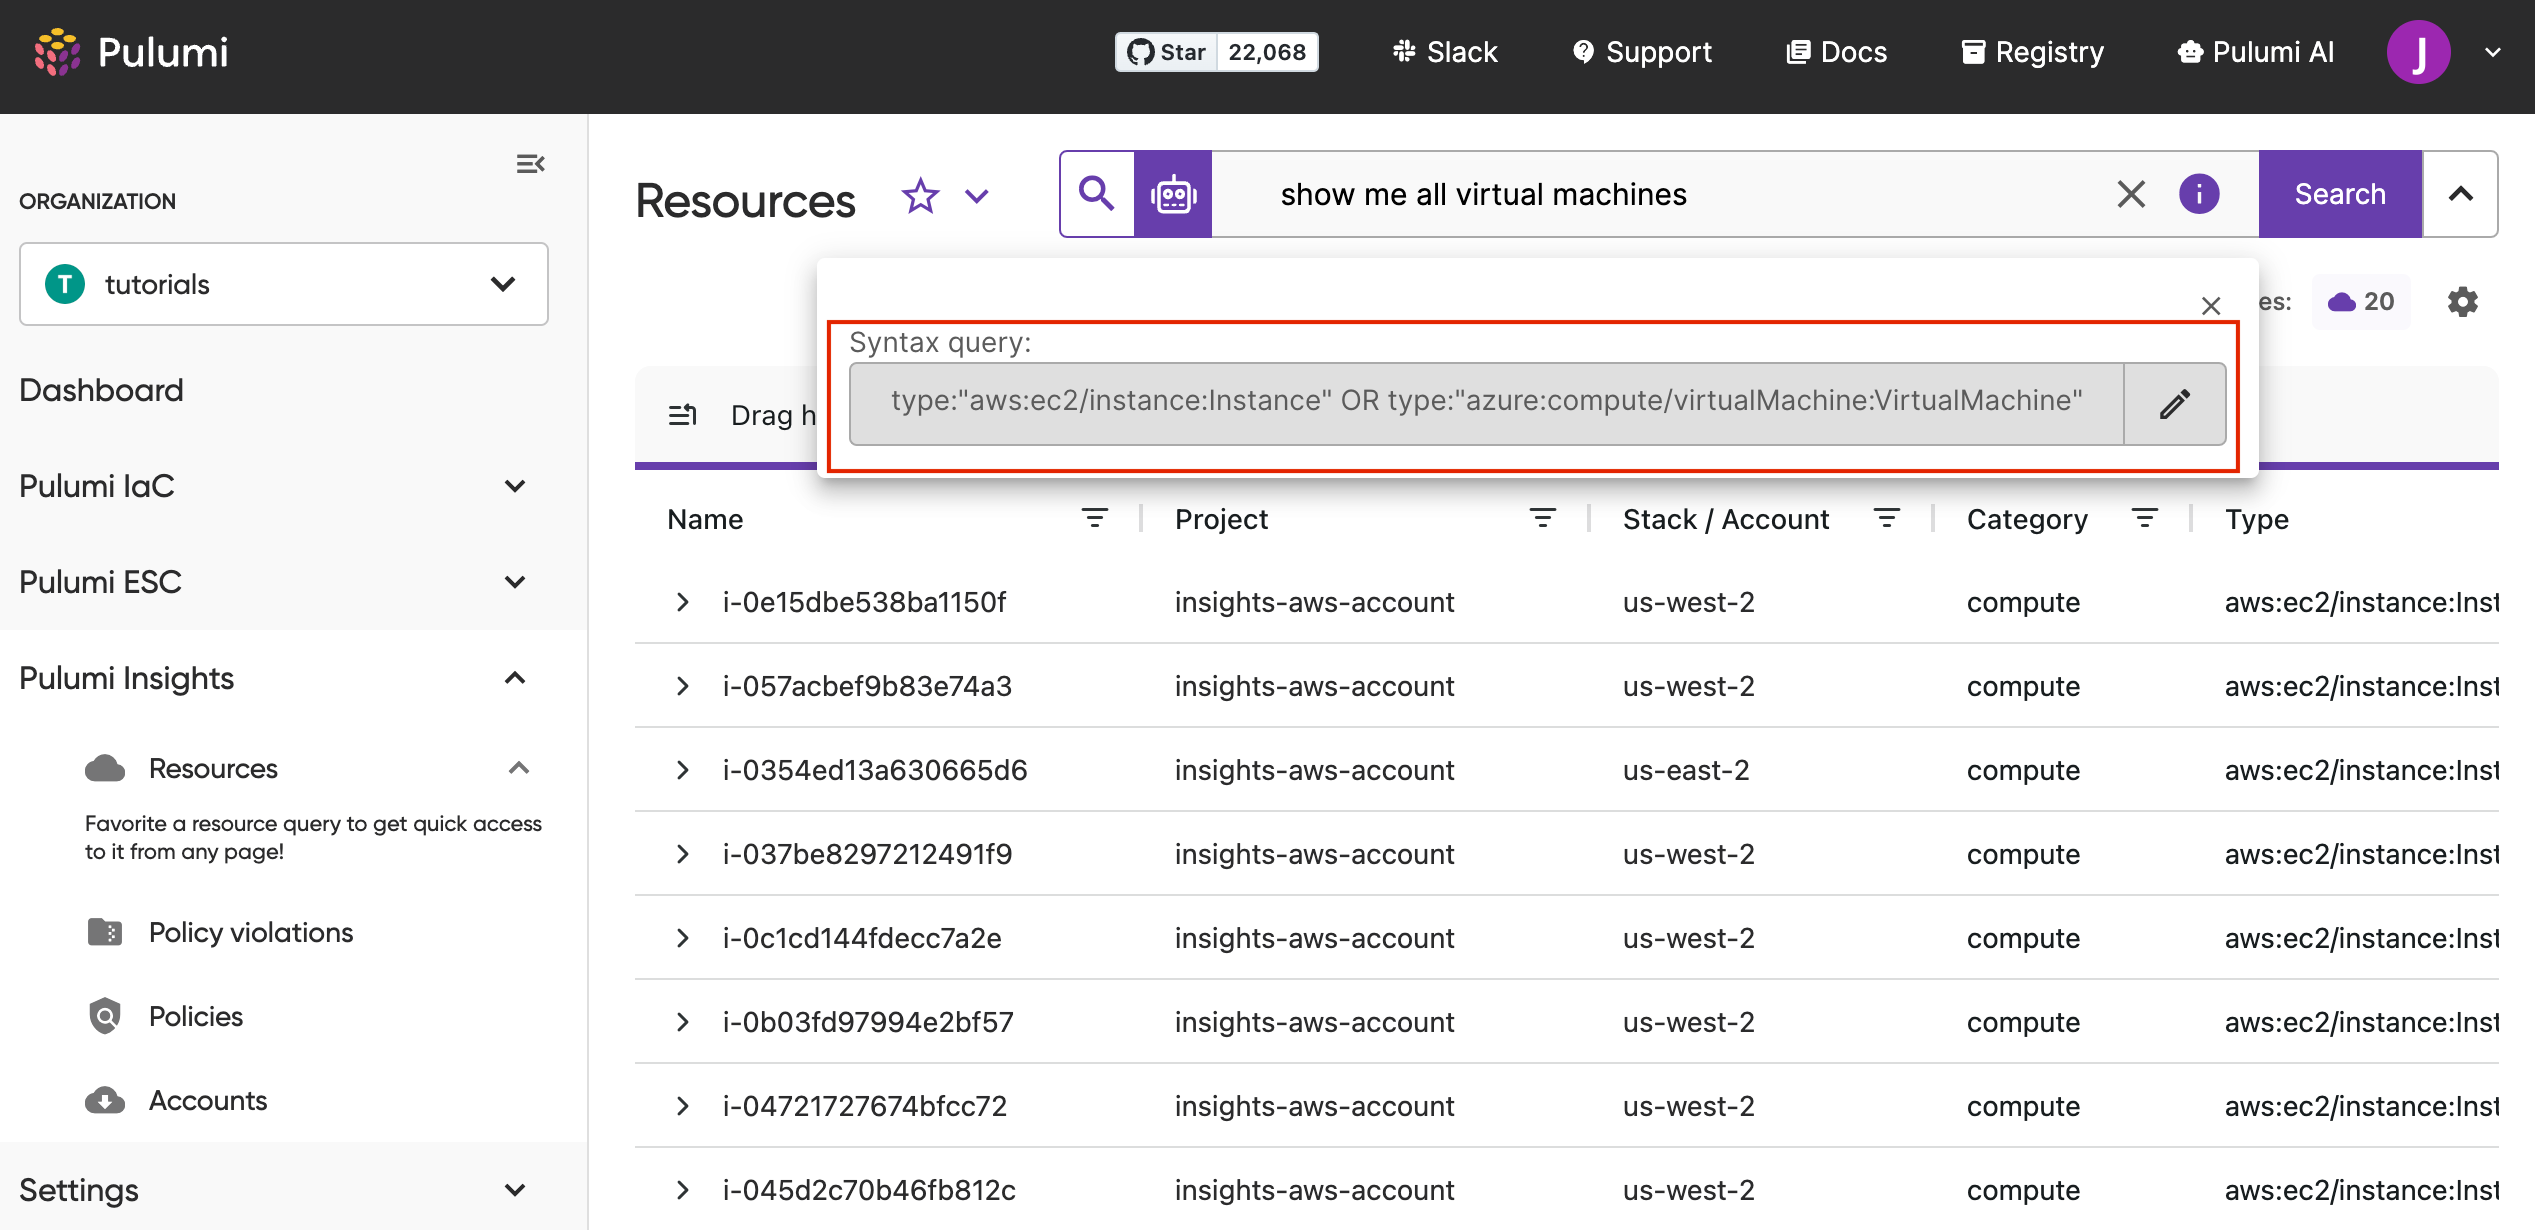 Pulumi
Star 22,068
Slack
Support
Docs
Registry
Pulumi AI
J
ORGANIZATION
T tutorials
Dashboard
Pulumi IaC
Pulumi ESC
Pulumi Insights
Resources
Favorite a resource query to get quick access
to it from any page!
Policy violations
Policies
Accounts
Settings
Resources
show me all virtual machines
i
Search
es: 20
Syntax query:
type:"aws:ec2/instance:Instance" OR type:"azure:compute/virtualMachine:VirtualMachine"
Drag h
Name Project Stack / Account Category Type
i-0e15dbe538ba1150f insights-aws-account us-west-2 compute aws:ec2/instance:Inst
i-057acbef9b83e74a3 insights-aws-account us-west-2 compute aws:ec2/instance:Inst
i-0354ed13a630665d6 insights-aws-account us-east-2 compute aws:ec2/instance:Inst
i-037be8297212491f9 insights-aws-account us-west-2 compute aws:ec2/instance:Inst
i-0c1cd144fdecc7a2e insights-aws-account us-west-2 compute aws:ec2/instance:Inst
i-0b03fd97994e2bf57 insights-aws-account us-west-2 compute aws:ec2/instance:Inst
i-04721727674bfcc72 insights-aws-account us-west-2 compute aws:ec2/instance:Inst
i-045d2c70b46fb812c insights-aws-account us-west-2 compute aws:ec2/instance:Inst